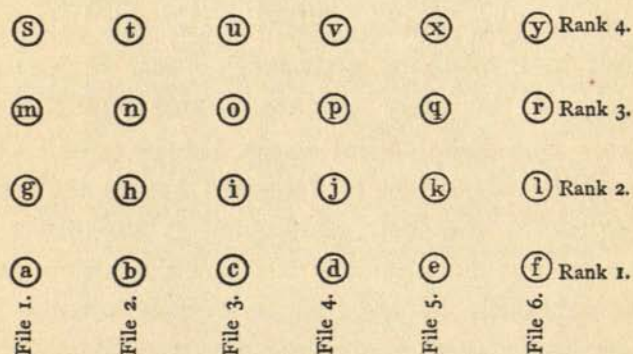 s t u v x y Rank 4.
m n o p q r Rank 3.
g h i j k l Rank 2.
a b c d e f Rank 1.
File 1. File 2. File 3. File 4. File 5. File 6.